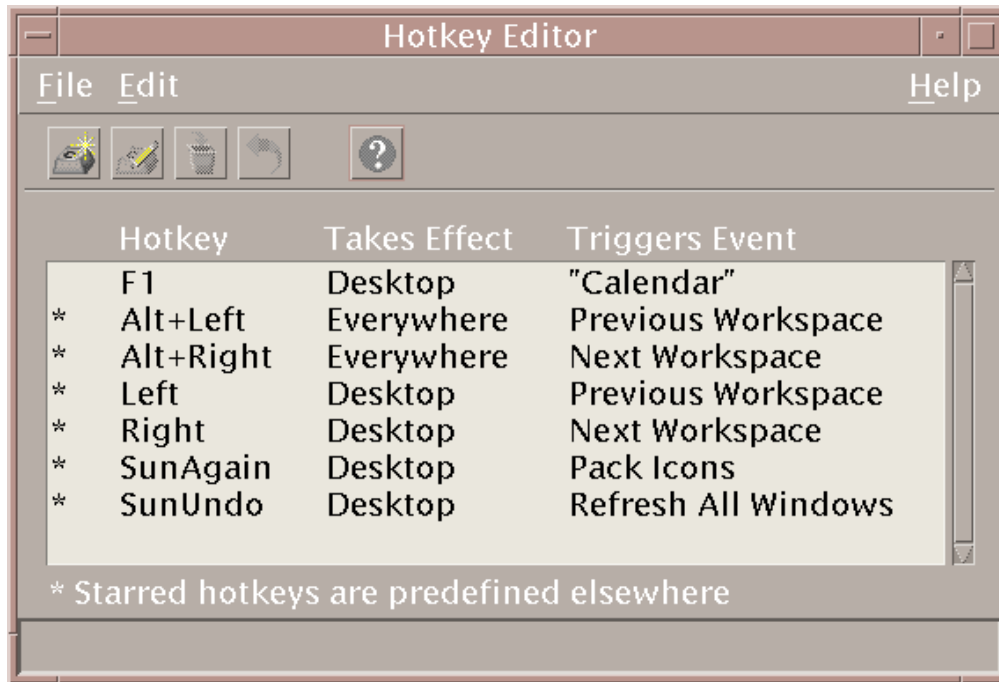 Hotkey Editor
File Edit Help
?
Hotkey Takes Effect Triggers Event
F1 Desktop "Calendar"
* Alt+Left Everywhere Previous Workspace
* Alt+Right Everywhere Next Workspace
* Left Desktop Previous Workspace
* Right Desktop Next Workspace
* SunAgain Desktop Pack Icons
* SunUndo Desktop Refresh All Windows
* Starred hotkeys are predefined elsewhere